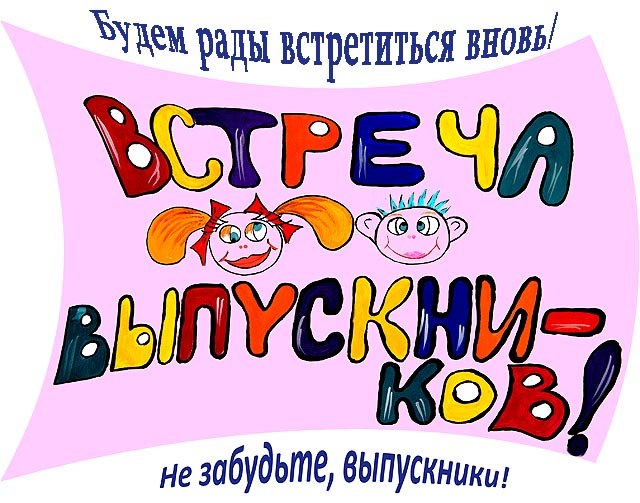 Будем рады встретиться вновь!
ВСТРЕЧА
ВЫПУСКНИ-
КОВ!
не забудьте, выпускники!